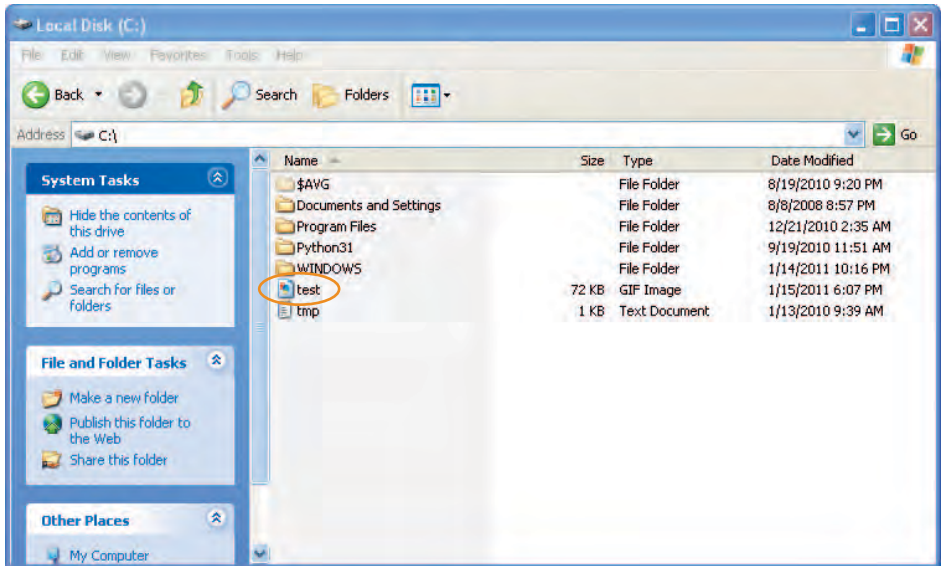 Local Disk (C:)
File Edit View Favorites Tools Help
Back Search Folders
Address C:\ Go
System Tasks
Hide the contents of
this drive
Add or remove
programs
Search for files or
folders
File and Folder Tasks
Make a new folder
Publish this folder to
the Web
Share this folder
Other Places
My Computer
Name Size Type Date Modified
$AVG File Folder 8/19/2010 9:20 PM
Documents and Settings File Folder 8/8/2008 8:57 PM
Program Files File Folder 12/21/2010 2:35 AM
Python31 File Folder 9/19/2010 11:51 AM
WINDOWS File Folder 1/14/2011 10:16 PM
test 72 KB GIF Image 1/15/2011 6:07 PM
tmp 1 KB Text Document 1/13/2010 9:39 AM